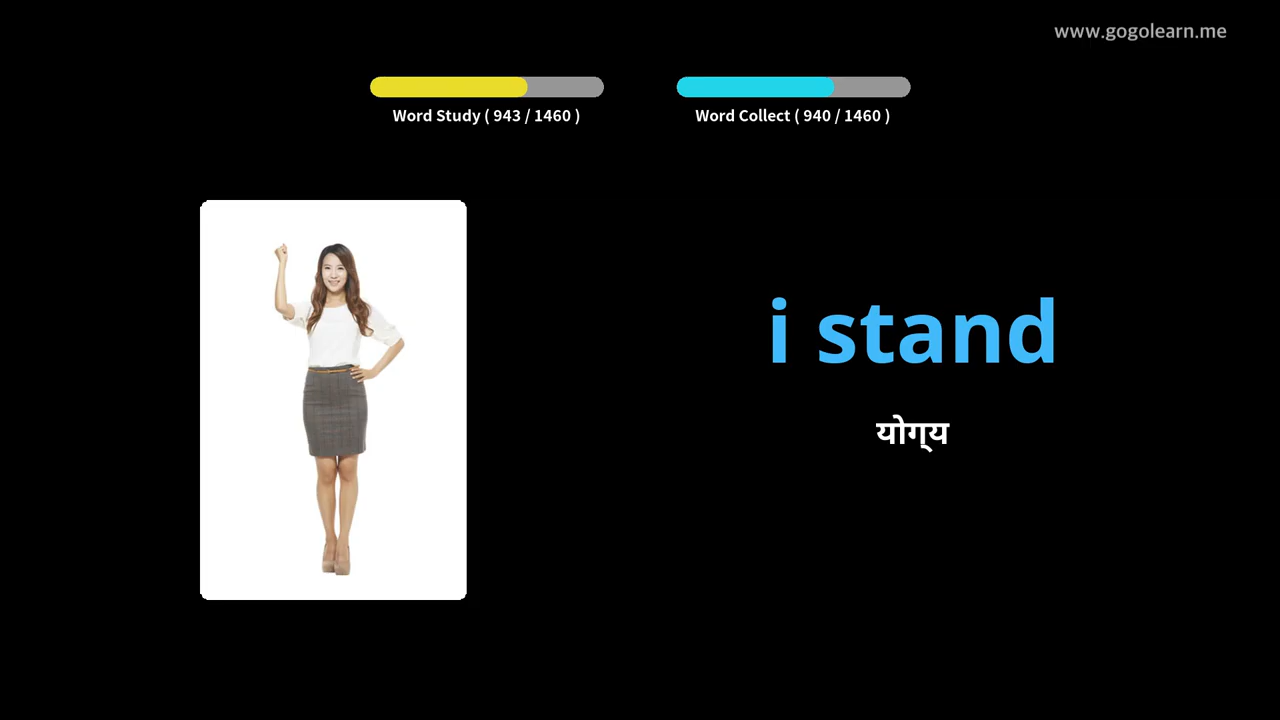 www.gogolearn.me
Word Study ( 943 / 1460 )
Word Collect ( 940 / 1460 )
i stand
योग्य